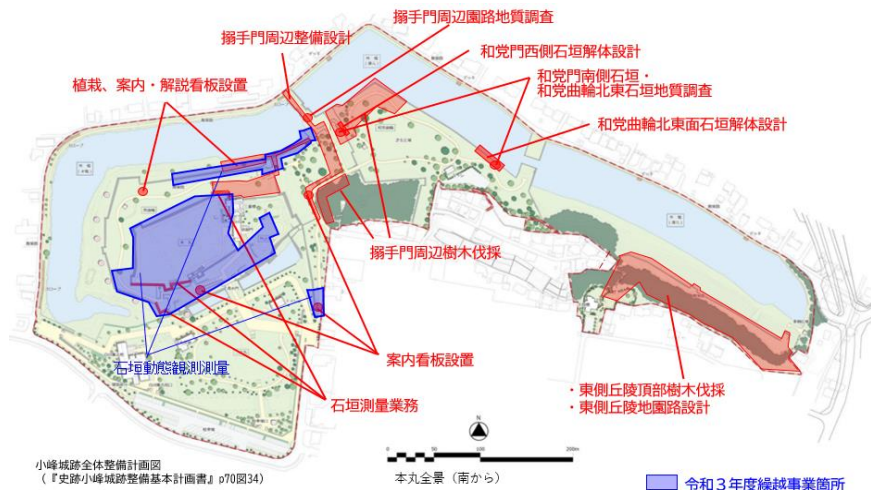 搦手門周辺園路地質調査
搦手門周辺整備設計
和党門西側石垣解体設計
植栽、案内・解説看板設置
和党門南側石垣・
和党曲輪北東石垣地質調査
和党曲輪北東面石垣解体設計
搦手門周辺樹木伐採
石垣動態観測測量
案内看板設置
石垣測量業務
・東側丘陵頂部樹木伐採
・東側丘陵地園路設計
N
0
50
100
200m
小峰城跡全体整備計画図
(『史跡小峰城跡整備基本計画書』p70図34)
本丸全景(南から)
令和3年度繰越事業箇所